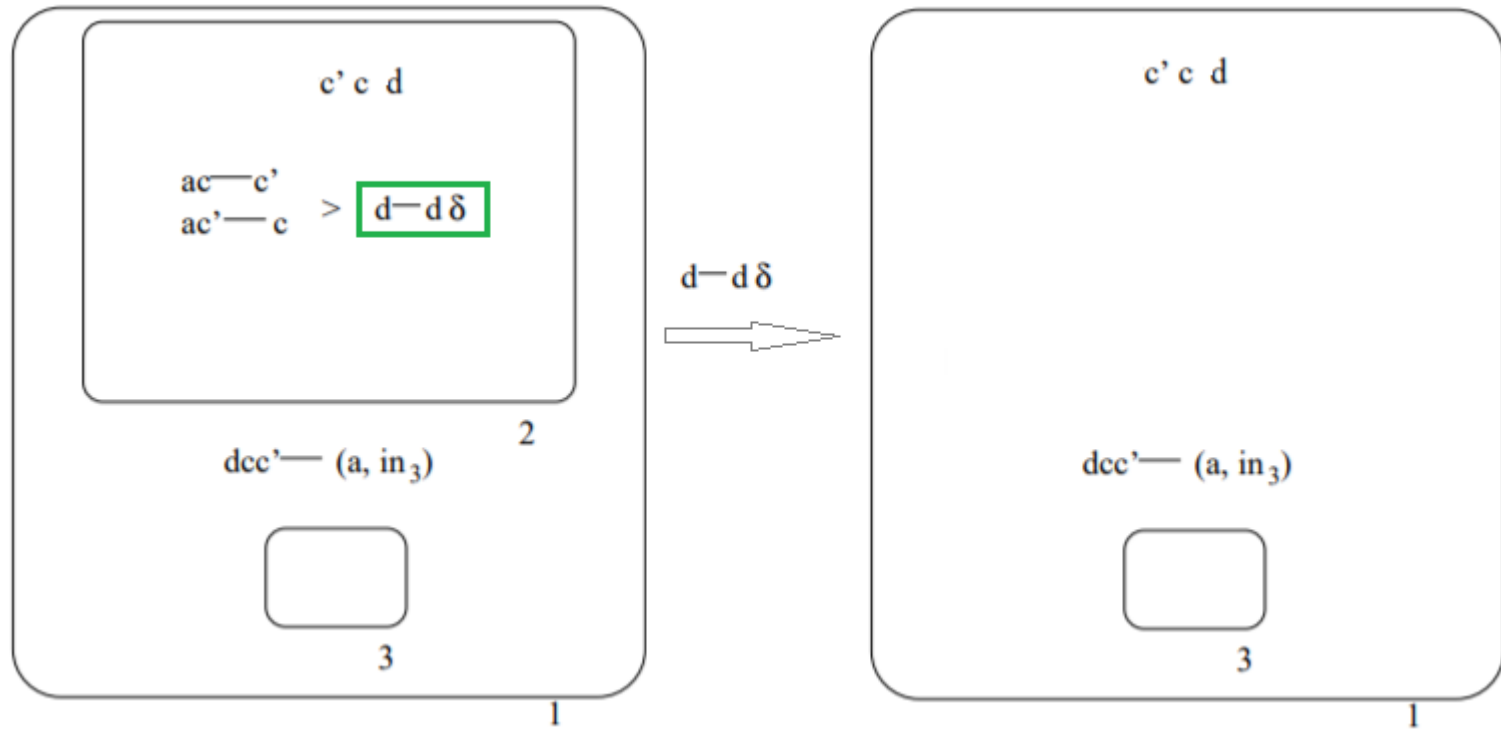 c’ c d
ac—c’
ac’— c
>
d—d δ
2
dcc’— (a, in₃)
3
1
d—d δ
c’ c d
dcc’— (a, in₃)
3
1